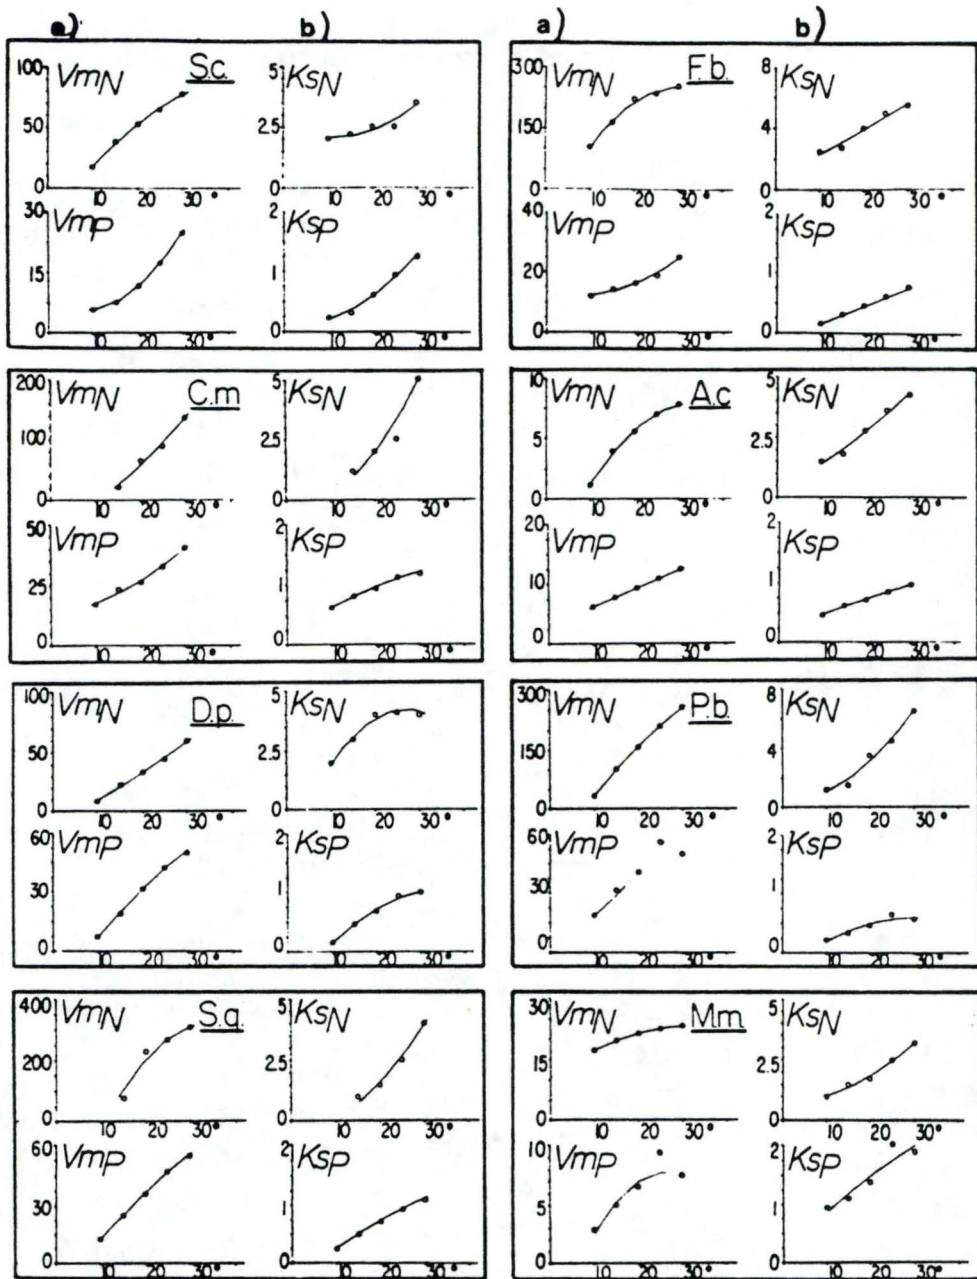 a) b) a) b)
100 VmN S.c. 5 KsN 300 VmN F.b. 8 KsN
50 2.5 150 4
0 0 0 0
10 20 30° 10 20 30° 10 20 30° 10 20 30°
30 Vmp 2 Ksp 40 Vmp 2 Ksp
15 1 20 1
0 0 0 0
10 20 30° 10 20 30° 10 20 30° 10 20 30°
200 VmN C.m 5 KsN 10 VmN A.c 5 KsN
100 2.5 5 2.5
0 0 0 0
10 20 30° 10 20 30° 10 20 30° 10 20 30°
50 Vmp 2 Ksp 20 Vmp 2 Ksp
25 1 10 1
0 0 0 0
10 20 30° 10 20 30° 10 20 30° 10 20 30°
100 VmN D.p. 5 KsN 300 VmN P.b. 8 KsN
50 2.5 150 4
0 0 0 0
10 20 30° 10 20 30° 10 20 30° 10 20 30°
60 Vmp 2 Ksp 60 Vmp 2 Ksp
30 1 30 1
0 0 0 0
10 20 30° 10 20 30° 10 20 30° 10 20 30°
400 VmN S.q. 5 KsN 30 VmN M.m. 5 KsN
200 2.5 15 2.5
0 0 0 0
10 20 30° 10 20 30° 10 20 30° 10 20 30°
60 Vmp 2 Ksp 10 Vmp 2 Ksp
30 1 5 1
0 0 0 0
10 20 30° 10 20 30° 10 20 30° 10 20 30°